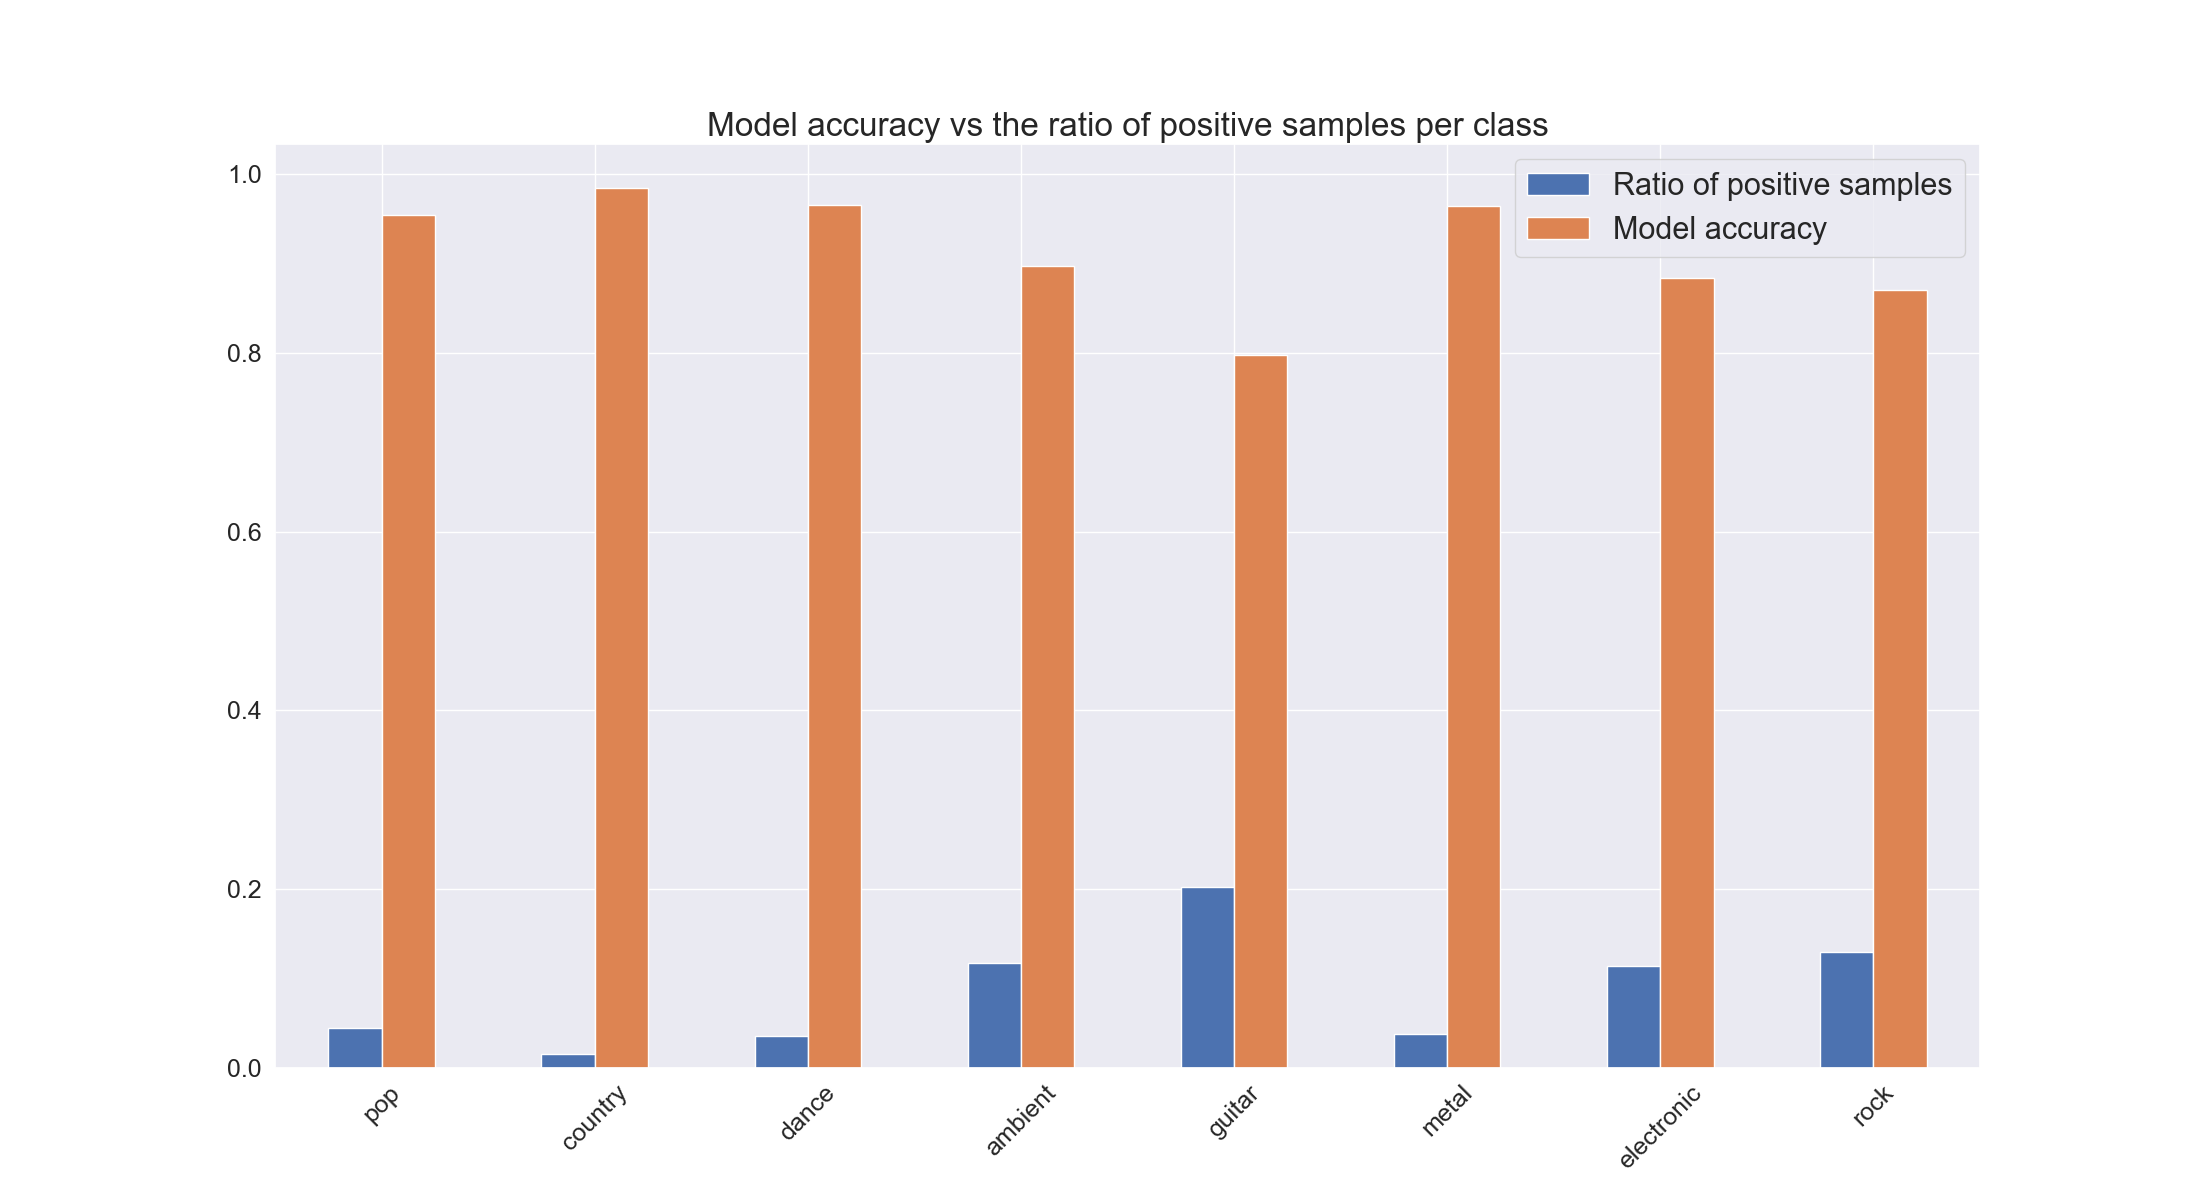 Model accuracy vs the ratio of positive samples per class
Ratio of positive samples
Model accuracy
1.0
0.8
0.6
0.4
0.2
0.0
pop
country
dance
ambient
guitar
metal
electronic
rock